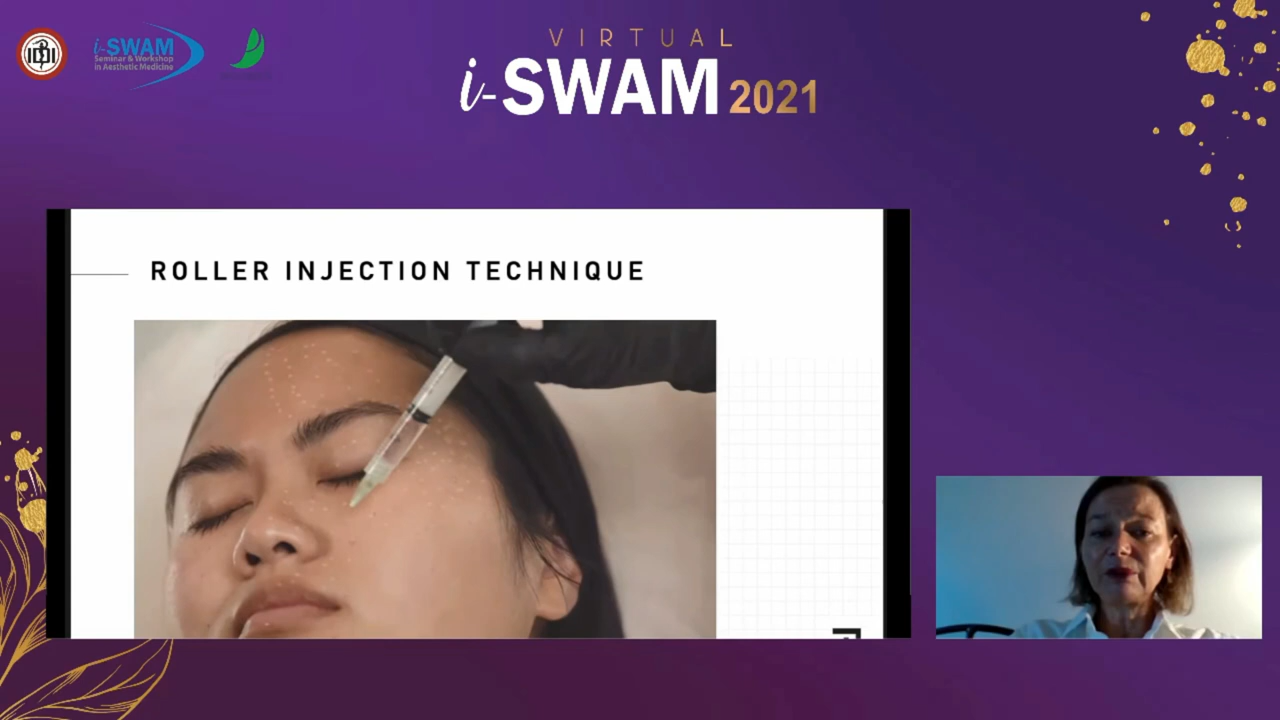 i-SWAM
Seminar & Workshop
in Aesthetic Medicine
VIRTUAL
i-SWAM 2021
ROLLER INJECTION TECHNIQUE